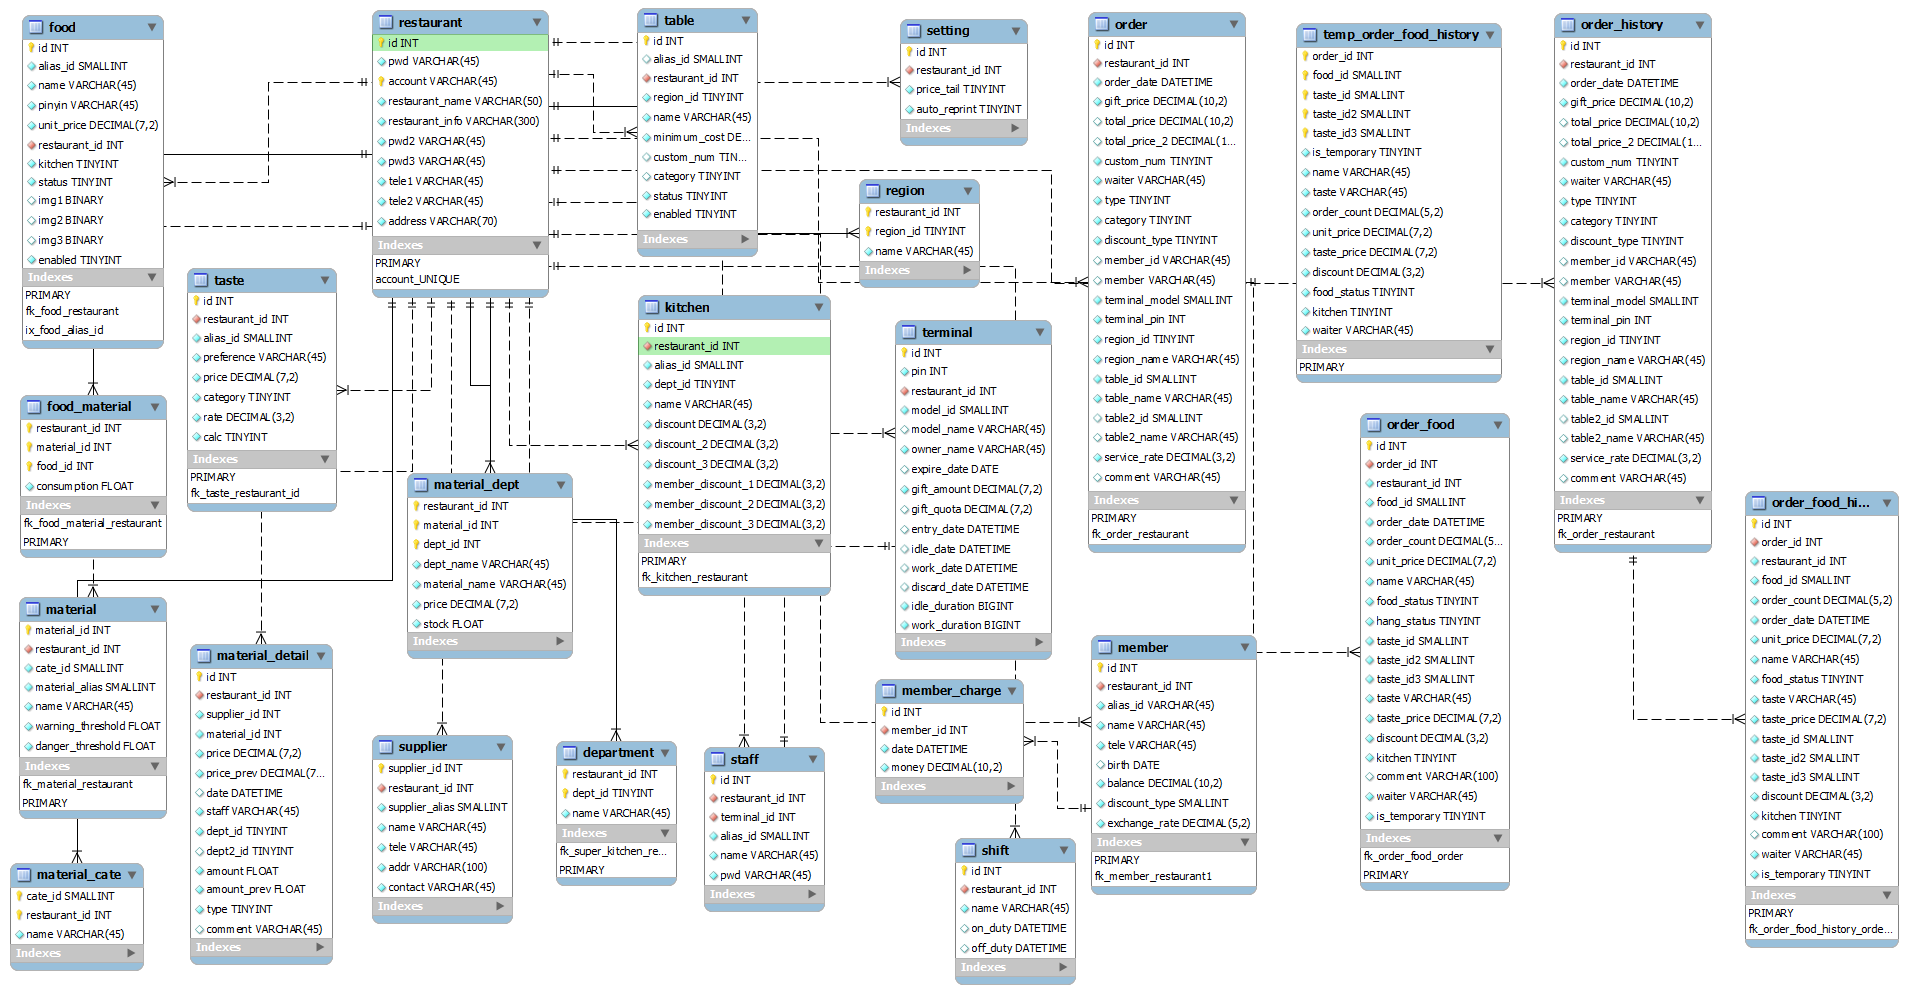 food
id INT
alias_id SMALLINT
name VARCHAR(45)
pinyin VARCHAR(45)
unit_price DECIMAL(7,2)
restaurant_id INT
kitchen TINYINT
status TINYINT
img1 BINARY
img2 BINARY
img3 BINARY
enabled TINYINT
Indexes
PRIMARY
fk_food_restaurant
ix_food_alias_id
restaurant
id INT
pwd VARCHAR(45)
account VARCHAR(45)
restaurant_name VARCHAR(50)
restaurant_info VARCHAR(300)
pwd2 VARCHAR(45)
pwd3 VARCHAR(45)
tele1 VARCHAR(45)
tele2 VARCHAR(45)
address VARCHAR(70)
Indexes
PRIMARY
account_UNIQUE
table
id INT
alias_id SMALLINT
restaurant_id INT
region_id TINYINT
name VARCHAR(45)
minimum_cost DE...
custom_num TIN...
category TINYINT
status TINYINT
enabled TINYINT
Indexes
setting
id INT
restaurant_id INT
price_tail TINYINT
auto_reprint TINYINT
Indexes
region
restaurant_id INT
region_id TINYINT
name VARCHAR(45)
Indexes
order
id INT
restaurant_id INT
order_date DATETIME
gift_price DECIMAL(10,2)
total_price DECIMAL(10,2)
total_price_2 DECIMAL(1...
custom_num TINYINT
waiter VARCHAR(45)
type TINYINT
category TINYINT
discount_type TINYINT
member_id VARCHAR(45)
member VARCHAR(45)
terminal_model SMALLINT
terminal_pin INT
region_id TINYINT
region_name VARCHAR(45)
table_id SMALLINT
table_name VARCHAR(45)
table2_id SMALLINT
table2_name VARCHAR(45)
service_rate DECIMAL(3,2)
comment VARCHAR(45)
Indexes
PRIMARY
fk_order_restaurant
temp_order_food_history
order_id INT
food_id SMALLINT
taste_id SMALLINT
taste_id2 SMALLINT
taste_id3 SMALLINT
is_temporary TINYINT
name VARCHAR(45)
taste VARCHAR(45)
order_count DECIMAL(5,2)
unit_price DECIMAL(7,2)
taste_price DECIMAL(7,2)
discount DECIMAL(3,2)
food_status TINYINT
kitchen TINYINT
waiter VARCHAR(45)
Indexes
PRIMARY
order_history
id INT
restaurant_id INT
order_date DATETIME
gift_price DECIMAL(10,2)
total_price DECIMAL(10,2)
total_price_2 DECIMAL(1...
custom_num TINYINT
waiter VARCHAR(45)
type TINYINT
category TINYINT
discount_type TINYINT
member_id VARCHAR(45)
member VARCHAR(45)
terminal_model SMALLINT
terminal_pin INT
region_id TINYINT
region_name VARCHAR(45)
table_id SMALLINT
table_name VARCHAR(45)
table2_id SMALLINT
table2_name VARCHAR(45)
service_rate DECIMAL(3,2)
comment VARCHAR(45)
Indexes
PRIMARY
fk_order_restaurant
taste
id INT
restaurant_id INT
alias_id SMALLINT
preference VARCHAR(45)
price DECIMAL(7,2)
category TINYINT
rate DECIMAL(3,2)
calc TINYINT
Indexes
PRIMARY
fk_taste_restaurant_id
kitchen
id INT
restaurant_id INT
alias_id SMALLINT
dept_id TINYINT
name VARCHAR(45)
discount DECIMAL(3,2)
discount_2 DECIMAL(3,2)
discount_3 DECIMAL(3,2)
member_discount_1 DECIMAL(3,2)
member_discount_2 DECIMAL(3,2)
member_discount_3 DECIMAL(3,2)
Indexes
PRIMARY
fk_kitchen_restaurant
terminal
id INT
pin INT
restaurant_id INT
model_id SMALLINT
model_name VARCHAR(45)
owner_name VARCHAR(45)
expire_date DATE
gift_amount DECIMAL(7,2)
gift_quota DECIMAL(7,2)
entry_date DATETIME
idle_date DATETIME
work_date DATETIME
discard_date DATETIME
idle_duration BIGINT
work_duration BIGINT
Indexes
food_material
restaurant_id INT
material_id INT
food_id INT
consumption FLOAT
Indexes
fk_food_material_restaurant
PRIMARY
material_dept
restaurant_id INT
material_id INT
dept_id INT
dept_name VARCHAR(45)
material_name VARCHAR(45)
price DECIMAL(7,2)
stock FLOAT
Indexes
order_food
id INT
order_id INT
restaurant_id INT
food_id SMALLINT
order_date DATETIME
order_count DECIMAL(5...
unit_price DECIMAL(7,2)
name VARCHAR(45)
food_status TINYINT
hang_status TINYINT
taste_id SMALLINT
taste_id2 SMALLINT
taste_id3 SMALLINT
taste VARCHAR(45)
taste_price DECIMAL(7,2)
discount DECIMAL(3,2)
kitchen TINYINT
comment VARCHAR(100)
waiter VARCHAR(45)
is_temporary TINYINT
Indexes
fk_order_food_order
PRIMARY
order_food_hi...
id INT
order_id INT
restaurant_id INT
food_id SMALLINT
order_count DECIMAL(5,2)
order_date DATETIME
unit_price DECIMAL(7,2)
name VARCHAR(45)
food_status TINYINT
taste VARCHAR(45)
taste_price DECIMAL(7,2)
taste_id SMALLINT
taste_id2 SMALLINT
taste_id3 SMALLINT
discount DECIMAL(3,2)
kitchen TINYINT
comment VARCHAR(100)
waiter VARCHAR(45)
is_temporary TINYINT
Indexes
PRIMARY
fk_order_food_history_orde...
material
material_id INT
restaurant_id INT
cate_id SMALLINT
material_alias SMALLINT
name VARCHAR(45)
warning_threshold FLOAT
danger_threshold FLOAT
Indexes
fk_material_restaurant
PRIMARY
material_detail
id INT
restaurant_id INT
supplier_id INT
material_id INT
price DECIMAL(7,2)
price_prev DECIMAL(7...
date DATETIME
staff VARCHAR(45)
dept_id TINYINT
dept2_id TINYINT
amount FLOAT
amount_prev FLOAT
type TINYINT
comment VARCHAR(45)
Indexes
supplier
supplier_id INT
restaurant_id INT
supplier_alias SMALLINT
name VARCHAR(45)
tele VARCHAR(45)
addr VARCHAR(100)
contact VARCHAR(45)
Indexes
department
restaurant_id INT
dept_id TINYINT
name VARCHAR(45)
Indexes
fk_super_kitchen_re...
PRIMARY
staff
id INT
restaurant_id INT
terminal_id INT
alias_id SMALLINT
name VARCHAR(45)
pwd VARCHAR(45)
Indexes
member_charge
id INT
member_id INT
date DATETIME
money DECIMAL(10,2)
Indexes
member
id INT
restaurant_id INT
alias_id VARCHAR(45)
name VARCHAR(45)
tele VARCHAR(45)
birth DATE
balance DECIMAL(10,2)
discount_type SMALLINT
exchange_rate DECIMAL(5,2)
Indexes
PRIMARY
fk_member_restaurant1
shift
id INT
restaurant_id INT
name VARCHAR(45)
on_duty DATETIME
off_duty DATETIME
Indexes
material_cate
cate_id SMALLINT
restaurant_id INT
name VARCHAR(45)
Indexes